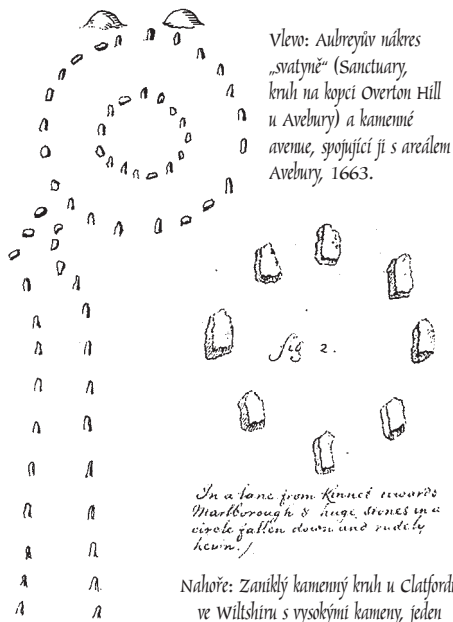 Vlevo: Aubreyův nákres
„svatyně“ (Sanctuary,
kruh na kopci Overton Hill
u Avebury) a kamenné
avenue, spojující ji s areálem
Avebury, 1663.
fig 2.
In a lane from Kinnet towards
Marlborough 8 huge stones in a
circle fallen down and rudely
hewn.
Nahoře: Zaniklý kamenný kruh u Clatfordu
ve Wiltshiru s vysokými kameny, jeden